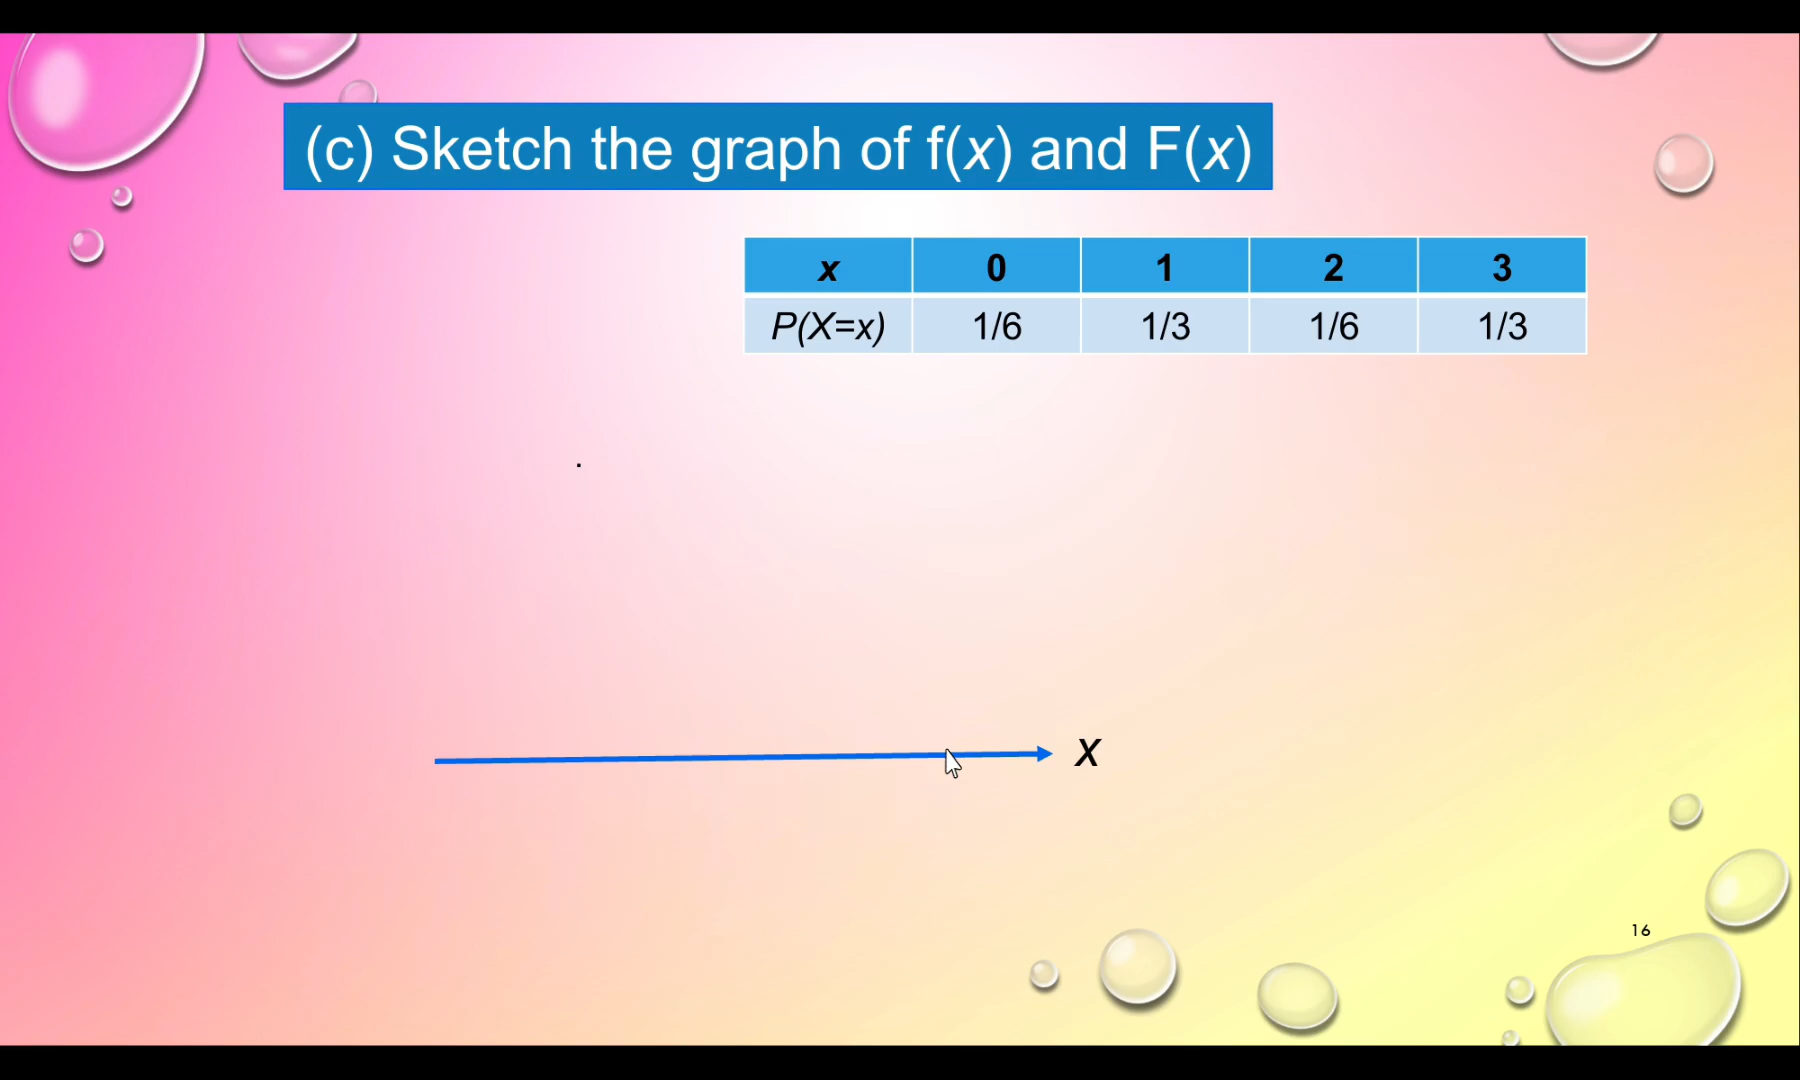 (c) Sketch the graph of f(x) and F(x)
x 0 1 2 3
P(X=x) 1/6 1/3 1/6 1/3
.
X
16